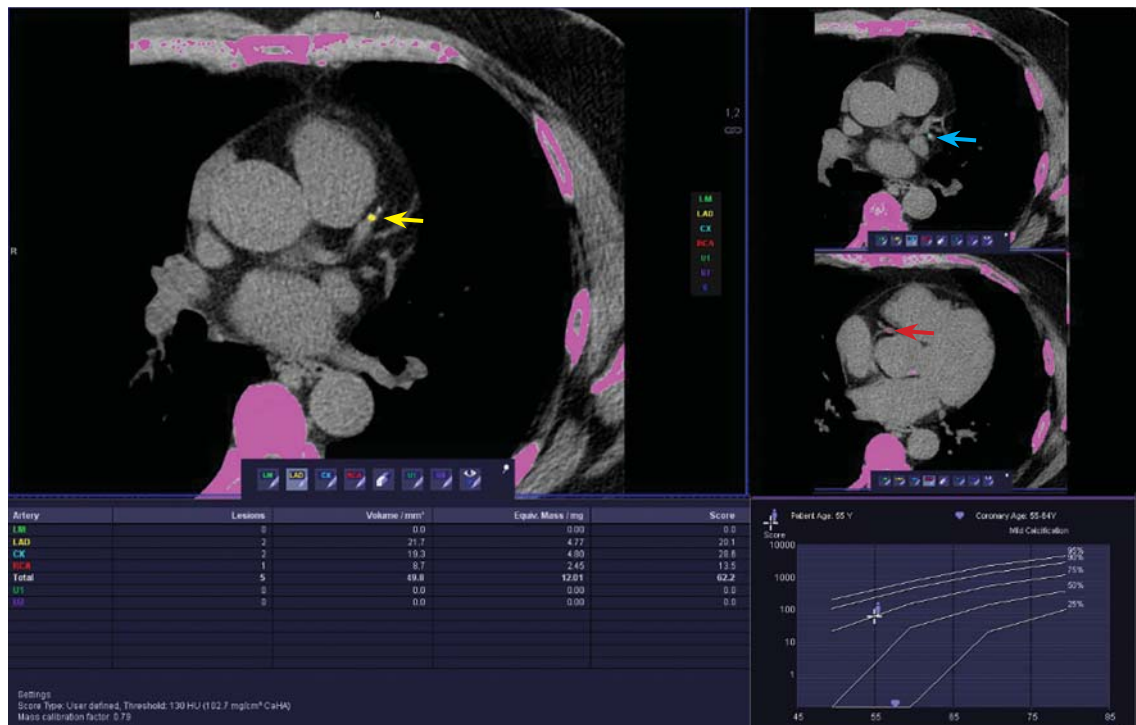 A
R
1,2
LM
LAD
CX
RCA
U1
U2
LM LAD CX RCA U1 U2
Artery Lesions Volume / mm³ Equiv. Mass / mg Score
LM 0 0.0 0.00 0.0
LAD 2 21.7 4.77 20.1
CX 2 19.3 4.80 28.6
RCA 1 8.7 2.45 13.5
Total 5 49.8 12.01 62.2
U1 0 0.0 0.00 0.0
U2 0 0.0 0.00 0.0
Settings
Score Type: User defined, Threshold: 130 HU (102.7 mg/cm³ CaHA)
Mass calibration factor: 0.79
Patient Age: 55 Y Coronary Age: 55-64Y
Mild Calcification
Score
10000
1000
100
10
1
95%
90%
75%
50%
25%
45 55 65 75 85